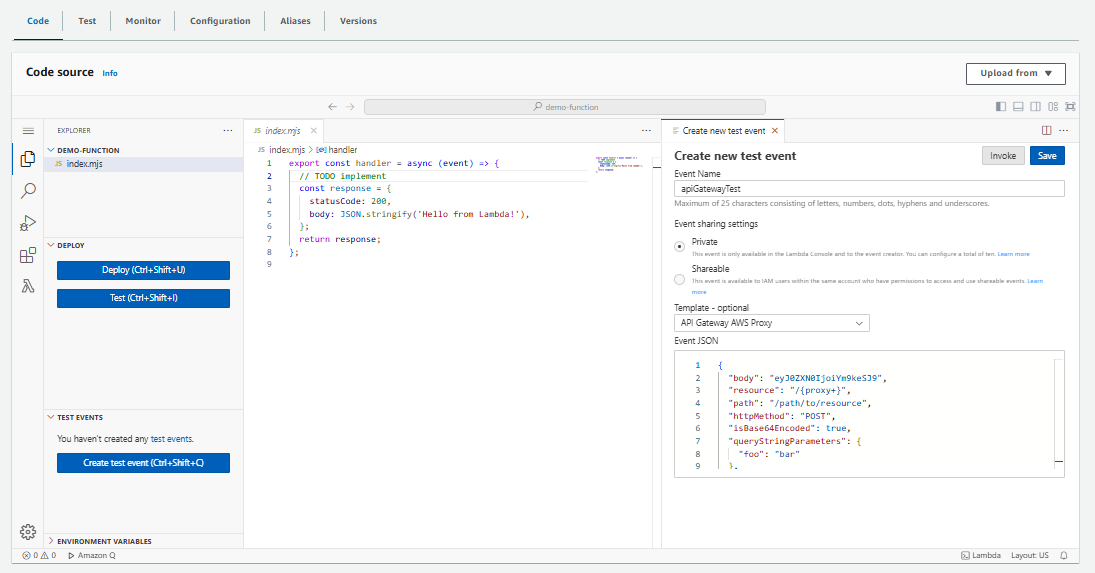 Code Test Monitor Configuration Aliases Versions
Code source Info
Upload from
demo-function
EXPLORER
DEMO-FUNCTION
JS index.mjs
DEPLOY
Deploy (Ctrl+Shift+U)
Test (Ctrl+Shift+I)
TEST EVENTS
You haven't created any test events.
Create test event (Ctrl+Shift+C)
ENVIRONMENT VARIABLES
JS index.mjs
JS index.mjs > handler
1 export const handler = async (event) => {
2 // TODO implement
3 const response = {
4 statusCode: 200,
5 body: JSON.stringify('Hello from Lambda!'),
6 };
7 return response;
8 };
9
Create new test event
Create new test event
Invoke Save
Event Name
apiGatewayTest
Maximum of 25 characters consisting of letters, numbers, dots, hyphens and underscores.
Event sharing settings
Private
This event is only available in the Lambda Console and to the event creator. You can configure a total of ten. Learn more
Shareable
This event is available to IAM users within the same account who have permissions to access and use shareable events. Learn
more
Template - optional
API Gateway AWS Proxy
Event JSON
1 {
2 "body": "eyJ0ZXN0IjoiYm9keSJ9",
3 "resource": "/{proxy+}",
4 "path": "/path/to/resource",
5 "httpMethod": "POST",
6 "isBase64Encoded": true,
7 "queryStringParameters": {
8 "foo": "bar"
9 },
0 0 Amazon Q
Lambda Layout: US